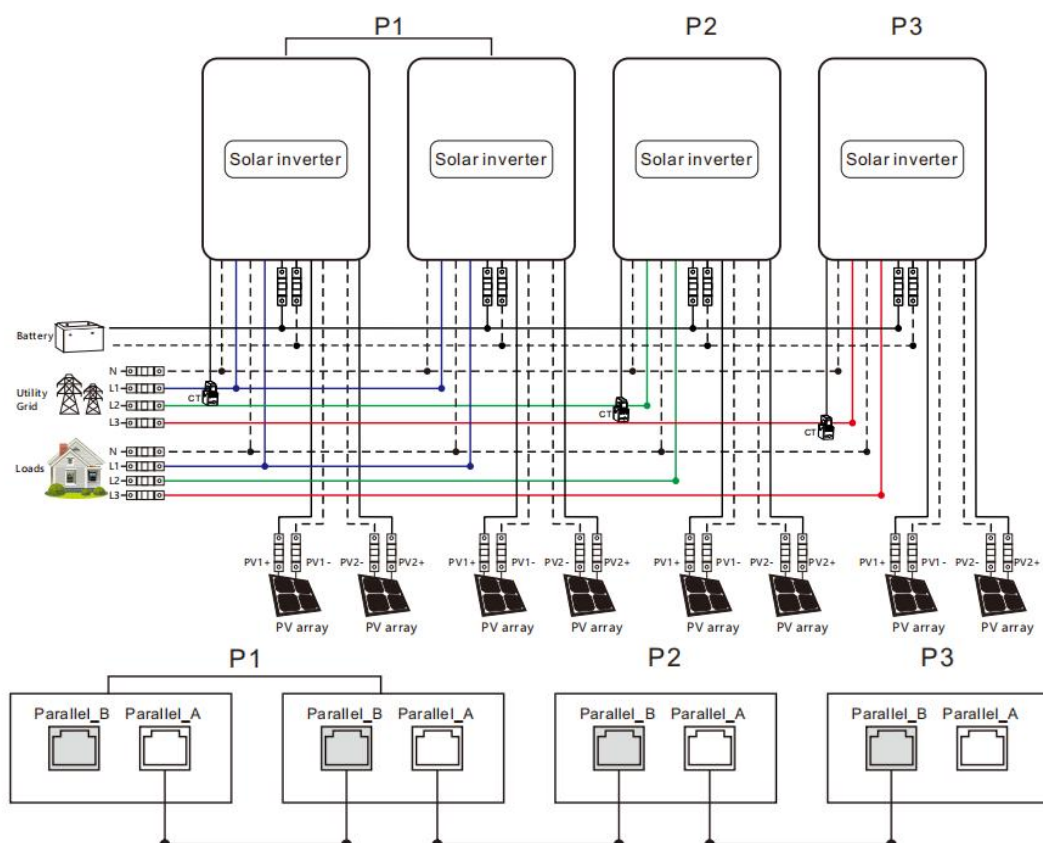 P1 P2 P3
Solar inverter Solar inverter Solar inverter Solar inverter
Battery
N
L1
Utility Grid
L2
L3
CT CT CT
N
L1
Loads
L2
L3
PV1+ PV1- PV2- PV2+ PV1+ PV1- PV2- PV2+ PV1+ PV1- PV2- PV2+ PV1+ PV1- PV2- PV2+
PV array PV array PV array PV array PV array PV array PV array PV array
P1 P2 P3
Parallel_B Parallel_A Parallel_B Parallel_A Parallel_B Parallel_A Parallel_B Parallel_A